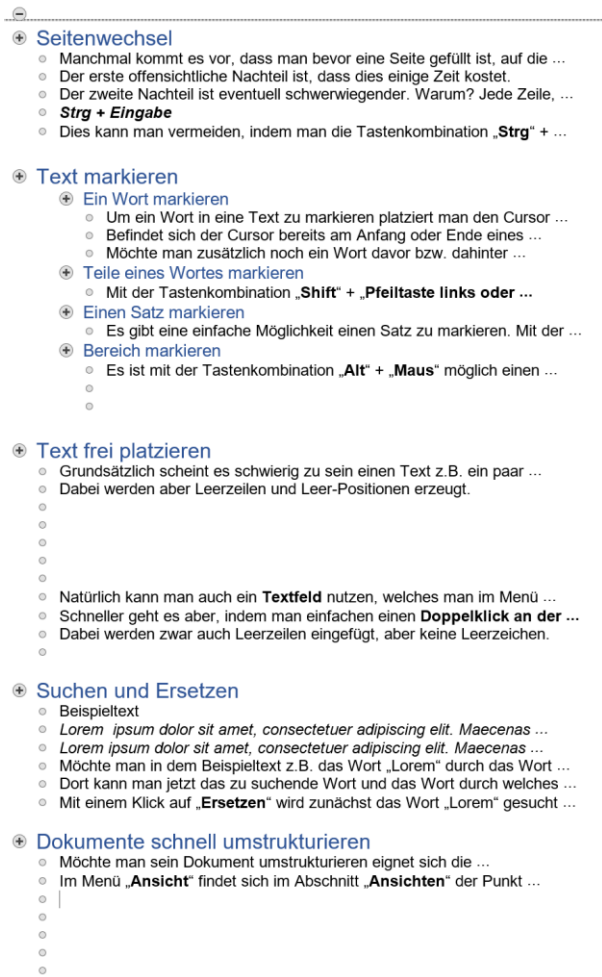 Seitenwechsel
Manchmal kommt es vor, dass man bevor eine Seite gefüllt ist, auf die ...
Der erste offensichtliche Nachteil ist, dass dies einige Zeit kostet.
Der zweite Nachteil ist eventuell schwerwiegender. Warum? Jede Zeile, ...
Strg + Eingabe
Dies kann man vermeiden, indem man die Tastenkombination „Strg“ + ...
Text markieren
Ein Wort markieren
Um ein Wort in eine Text zu markieren platziert man den Cursor ...
Befindet sich der Cursor bereits am Anfang oder Ende eines ...
Möchte man zusätzlich noch ein Wort davor bzw. dahinter ...
Teile eines Wortes markieren
Mit der Tastenkombination „Shift“ + „Pfeiltaste links oder ...
Einen Satz markieren
Es gibt eine einfache Möglichkeit einen Satz zu markieren. Mit der ...
Bereich markieren
Es ist mit der Tastenkombination „Alt“ + „Maus“ möglich einen ...
Text frei platzieren
Grundsätzlich scheint es schwierig zu sein einen Text z.B. ein paar ...
Dabei werden aber Leerzeilen und Leer-Positionen erzeugt.
Natürlich kann man auch ein Textfeld nutzen, welches man im Menü ...
Schneller geht es aber, indem man einfachen einen Doppelklick an der ...
Dabei werden zwar auch Leerzeilen eingefügt, aber keine Leerzeichen.
Suchen und Ersetzen
Beispieltext
Lorem  ipsum dolor sit amet, consectetuer adipiscing elit. Maecenas ...
Lorem ipsum dolor sit amet, consectetuer adipiscing elit. Maecenas ...
Möchte man in dem Beispieltext z.B. das Wort „Lorem“ durch das Wort ...
Dort kann man jetzt das zu suchende Wort und das Wort durch welches ...
Mit einem Klick auf „Ersetzen“ wird zunächst das Wort „Lorem“ gesucht ...
Dokumente schnell umstrukturieren
Möchte man sein Dokument umstrukturieren eignet sich die ...
Im Menü „Ansicht“ findet sich im Abschnitt „Ansichten“ der Punkt ...